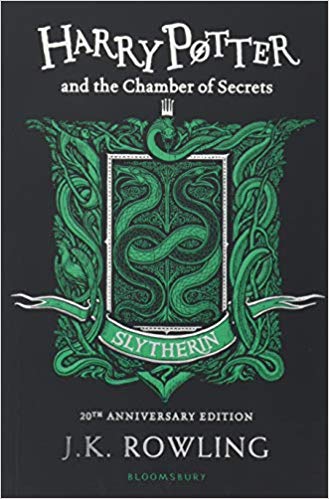 HARRY POTTER
and the Chamber of Secrets
SLYTHERIN
20TH ANNIVERSARY EDITION
J.K. ROWLING
BLOOMSBURY